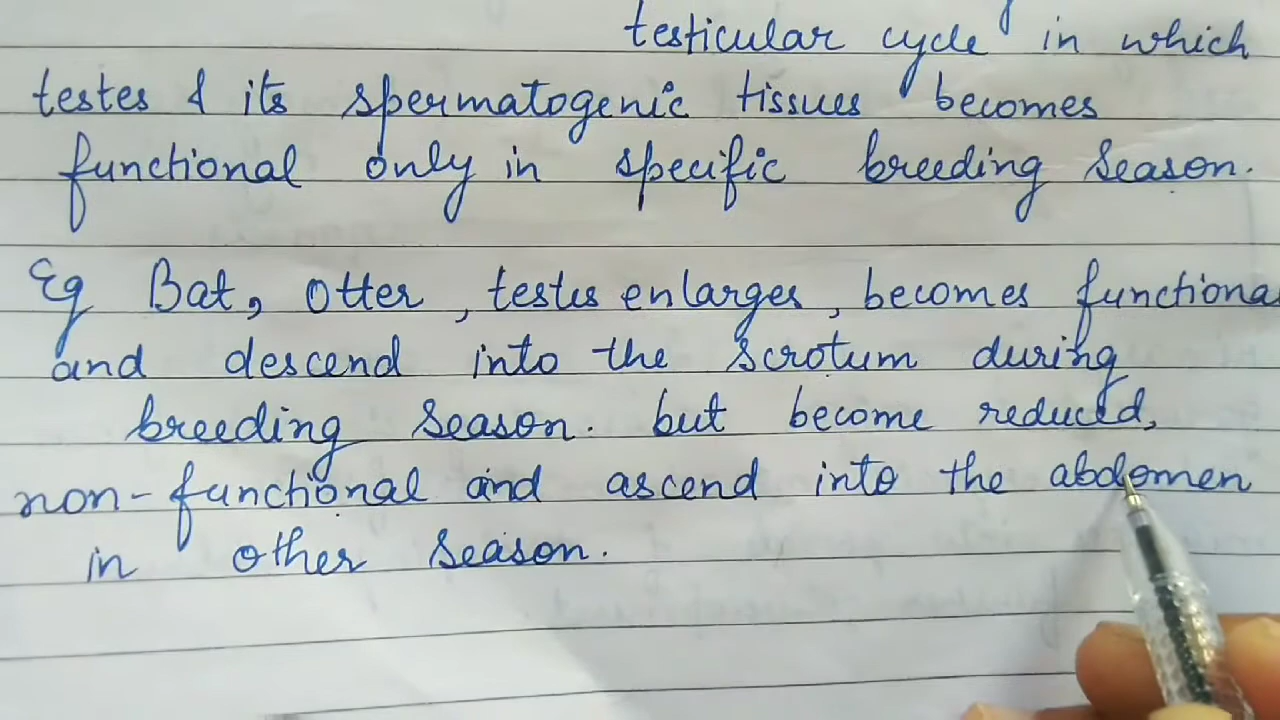 testicular cycle in which
testes & its spermatogenic tissues becomes
functional only in specific breeding season.
Eg Bat, Otter, testes enlarges, becomes functiona
and descend into the scrotum during
breeding season. but become reduced,
non-functional and ascend into the abdomen
in other season.